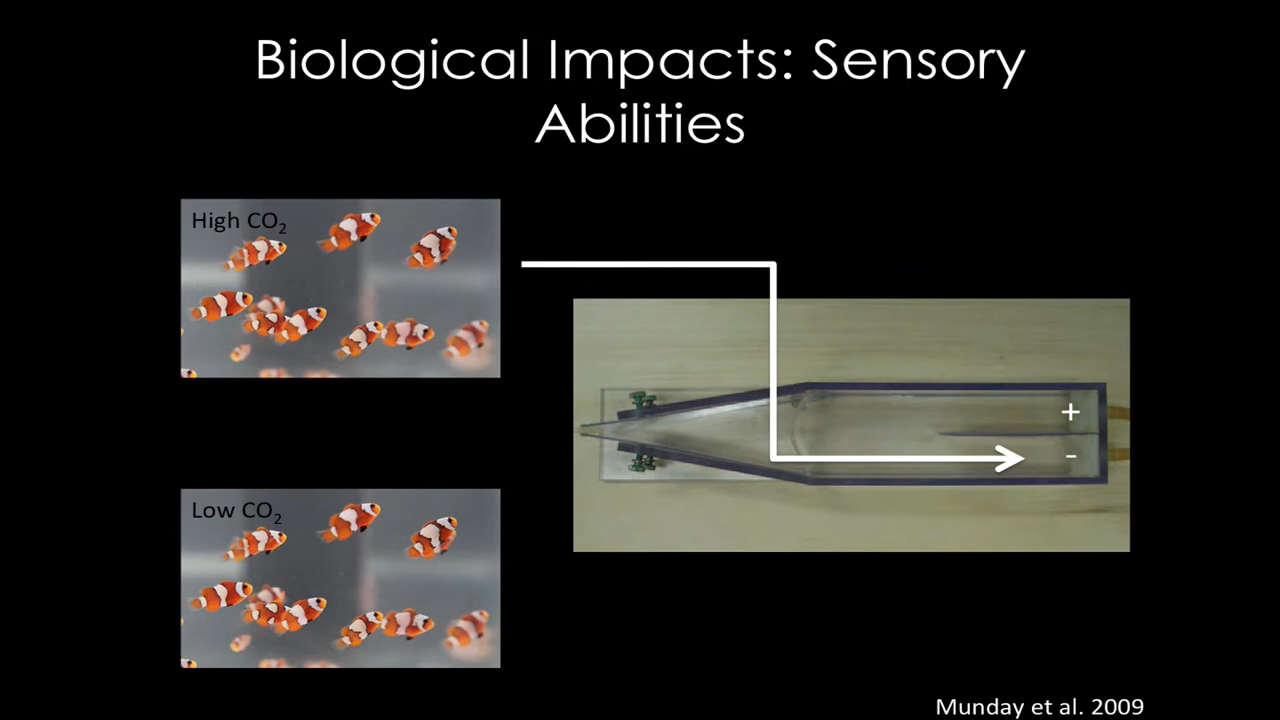 Biological Impacts: Sensory
Abilities
High CO₂
+
-
Low CO₂
Munday et al. 2009